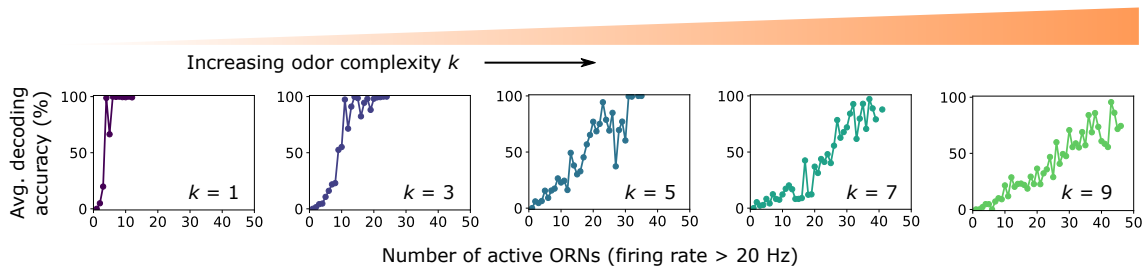 Increasing odor complexity k
Avg. decoding
accuracy (%)
100
50
0
k = 1
0 10 20 30 40 50
100
50
0
k = 3
0 10 20 30 40 50
100
50
0
k = 5
0 10 20 30 40 50
100
50
0
k = 7
0 10 20 30 40 50
100
50
0
k = 9
0 10 20 30 40 50
Number of active ORNs (firing rate > 20 Hz)